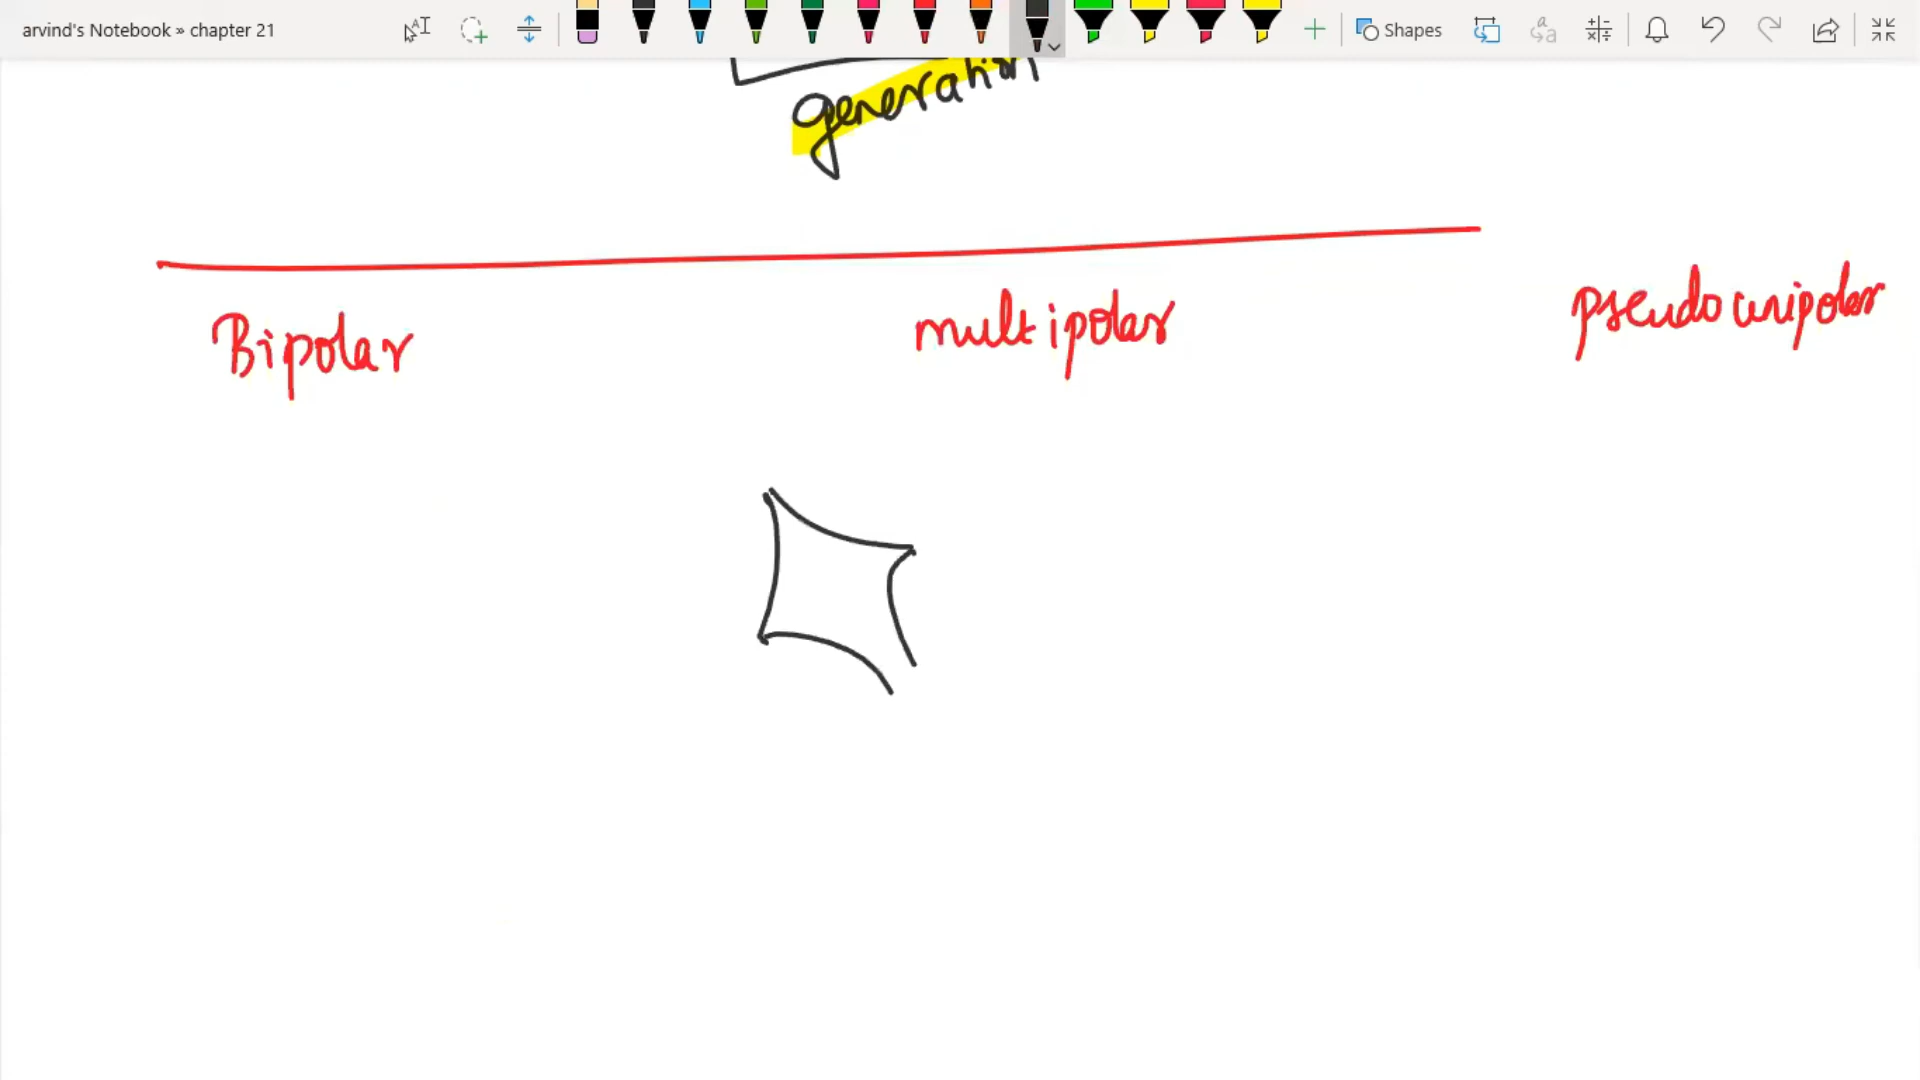 arvind's Notebook » chapter 21
Shapes
generation
Bipolar multipolar pseudounipolar